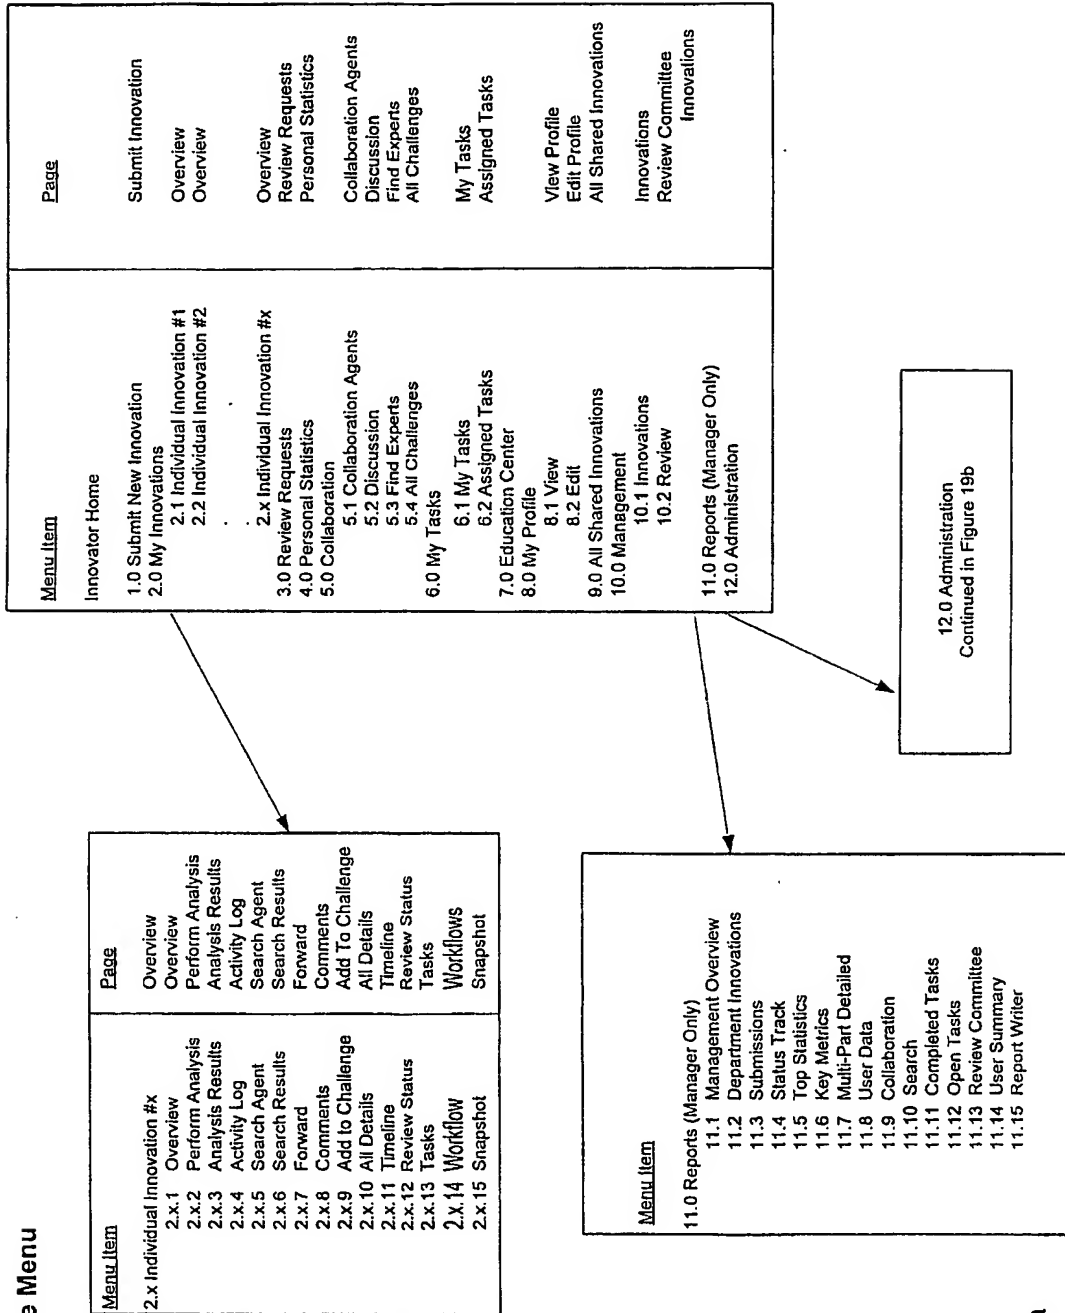 e Menu
Menu Item
Page
2.x Individual Innovation #x Overview
2.x.1 Overview Overview
2.x.2 Perform Analysis Perform Analysis
2.x.3 Analysis Results Analysis Results
2.x.4 Activity Log Activity Log
2.x.5 Search Agent Search Agent
2.x.6 Search Results Search Results
2.x.7 Forward Forward
2.x.8 Comments Comments
2.x.9 Add to Challenge Add To Challenge
2.x.10 All Details All Details
2.x.11 Timeline Timeline
2.x.12 Review Status Review Status
2.x.13 Tasks Tasks
2.x.14 Workflow Workflows
2.x.15 Snapshot Snapshot
Menu Item
Page
Innovator Home
1.0 Submit New Innovation Submit Innovation
2.0 My Innovations
2.1 Individual Innovation #1 Overview
2.2 Individual Innovation #2 Overview
.
.
2.x Individual Innovation #x Overview
3.0 Review Requests Review Requests
4.0 Personal Statistics Personal Statistics
5.0 Collaboration
5.1 Collaboration Agents Collaboration Agents
5.2 Discussion Discussion
5.3 Find Experts Find Experts
5.4 All Challenges All Challenges
6.0 My Tasks
6.1 My Tasks My Tasks
6.2 Assigned Tasks Assigned Tasks
7.0 Education Center
8.0 My Profile
8.1 View View Profile
8.2 Edit Edit Profile
9.0 All Shared Innovations All Shared Innovations
10.0 Management
10.1 Innovations Innovations
10.2 Review Review Committee
Innovations
11.0 Reports (Manager Only)
12.0 Administration
Menu Item
11.0 Reports (Manager Only)
11.1 Management Overview
11.2 Department Innovations
11.3 Submissions
11.4 Status Track
11.5 Top Statistics
11.6 Key Metrics
11.7 Multi-Part Detailed
11.8 User Data
11.9 Collaboration
11.10 Search
11.11 Completed Tasks
11.12 Open Tasks
11.13 Review Committee
11.14 User Summary
11.15 Report Writer
12.0 Administration
Continued in Figure 19b